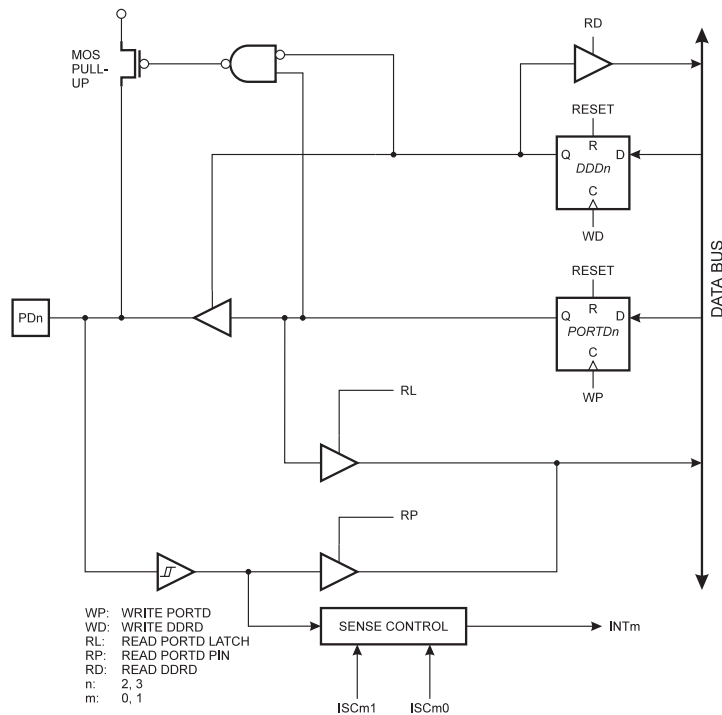 RD
MOS
PULL-
UP
RESET
R
Q
D
DDDn
C
WD
RESET
DATA BUS
R
PDn
Q
D
PORTDn
C
WP
RL
RP
WP: WRITE PORTD
WD: WRITE DDRD
RL: READ PORTD LATCH
RP: READ PORTD PIN
RD: READ DDRD
n: 2, 3
m: 0, 1
SENSE CONTROL
INTm
ISCm1
ISCm0